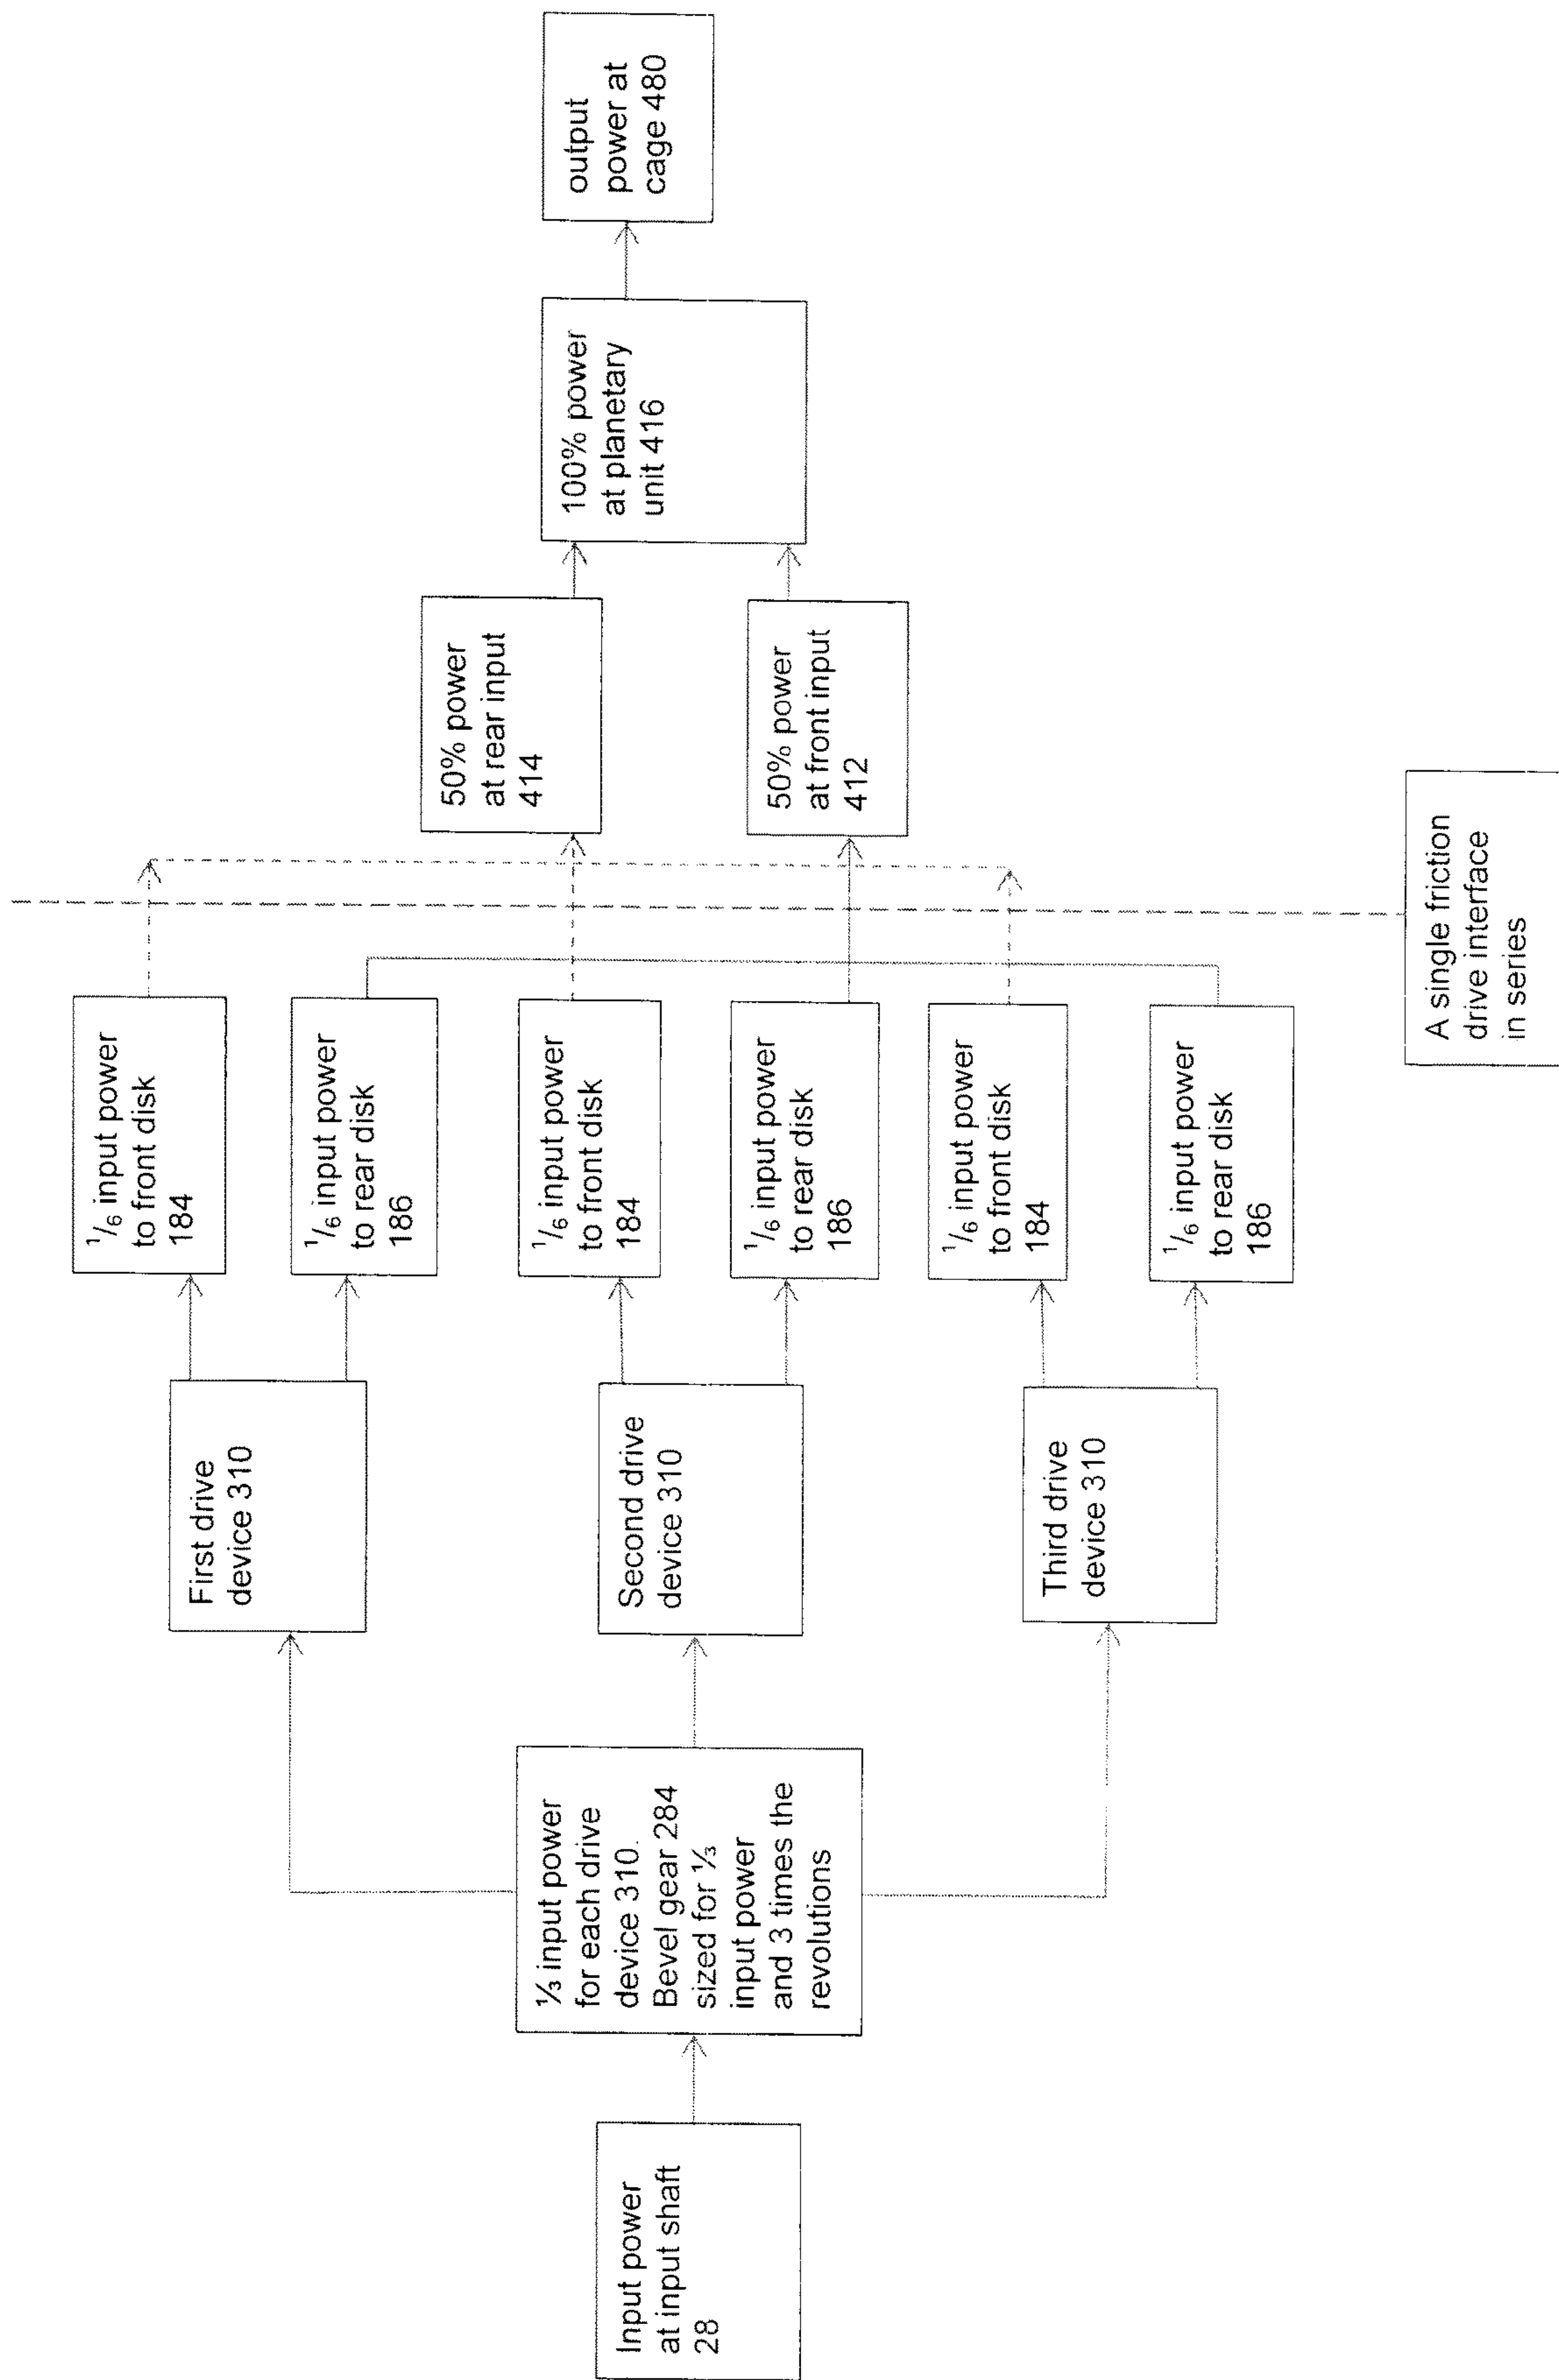 Input power
at input shaft
28
⅓ input power
for each drive
device 310.
Bevel gear 284
sized for ⅓
input power
and 3 times the
revolutions
First drive
device 310
Second drive
device 310
Third drive
device 310
1/6 input power
to front disk
184
1/6 input power
to rear disk
186
1/6 input power
to front disk
184
1/6 input power
to rear disk
186
1/6 input power
to front disk
184
1/6 input power
to rear disk
186
A single friction
drive interface
in series
50% power
at rear input
414
50% power
at front input
412
100% power
at planetary
unit 416
output
power at
cage 480